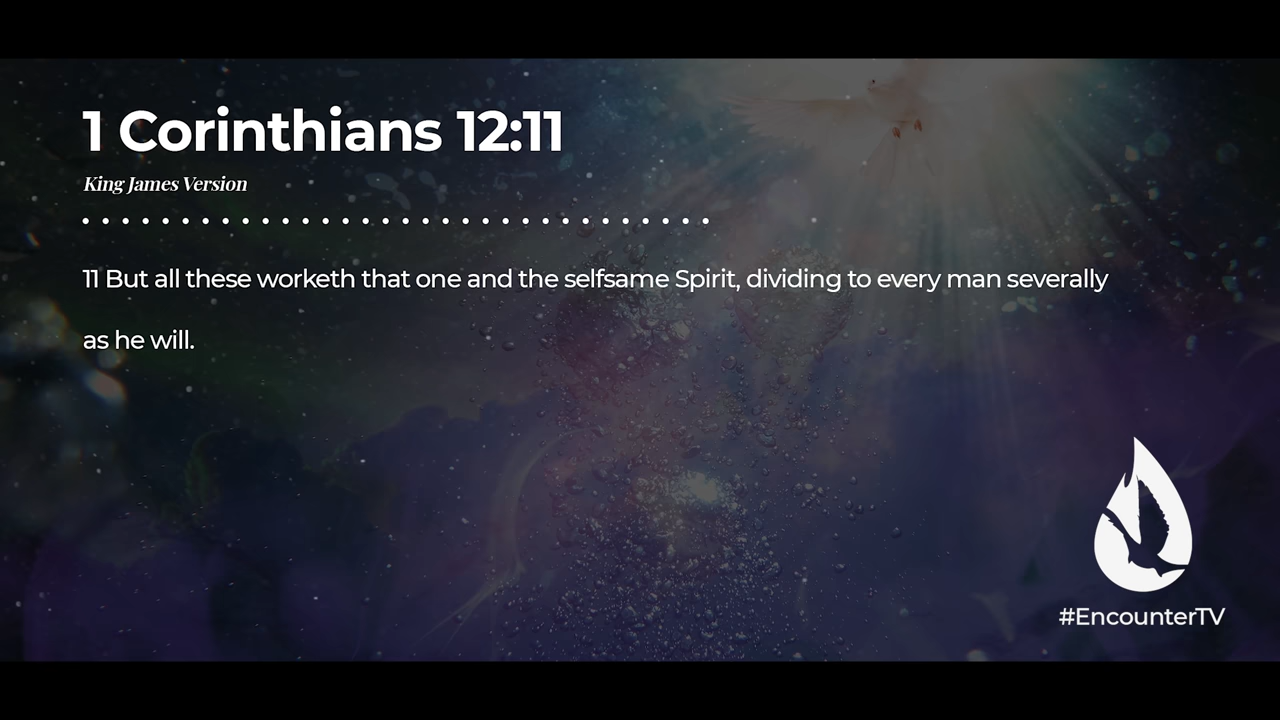 1 Corinthians 12:11
King James Version
11 But all these worketh that one and the selfsame Spirit, dividing to every man severally
as he will.
#EncounterTV